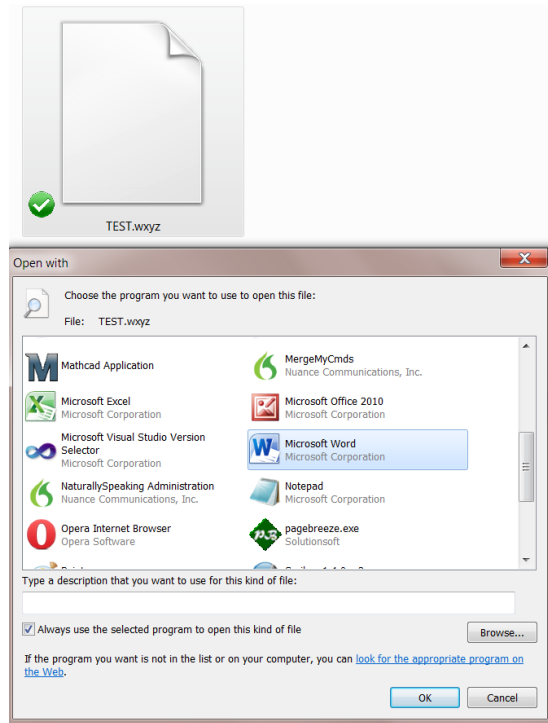 TEST.wxyz
Open with
Choose the program you want to use to open this file:
File: TEST.wxyz
Mathcad Application
MergeMyCmds
Nuance Communications, Inc.
Microsoft Excel
Microsoft Corporation
Microsoft Office 2010
Microsoft Corporation
Microsoft Visual Studio Version
Selector
Microsoft Corporation
Microsoft Word
Microsoft Corporation
NaturallySpeaking Administration
Nuance Communications, Inc.
Notepad
Microsoft Corporation
Opera Internet Browser
Opera Software
pagebreeze.exe
Solutionsoft
Type a description that you want to use for this kind of file:
Always use the selected program to open this kind of file
Browse...
If the program you want is not in the list or on your computer, you can look for the appropriate program on
the Web.
OK Cancel